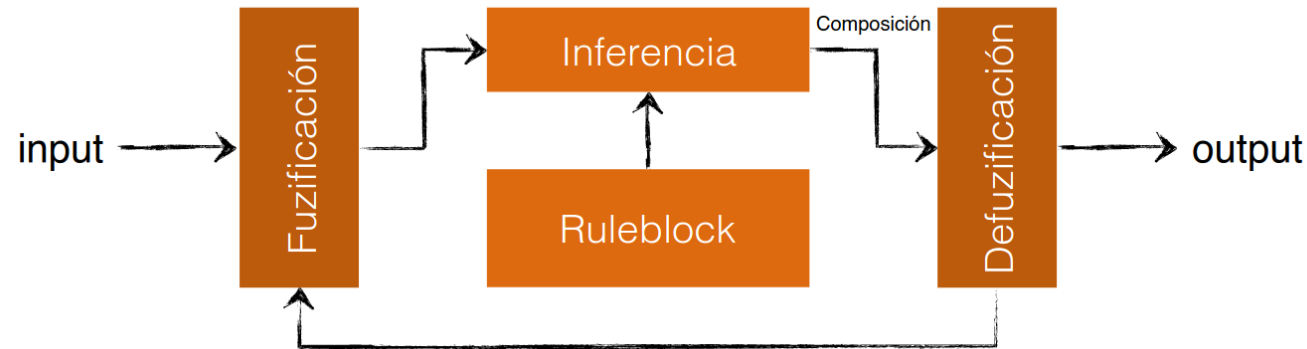 input
Fuzificación
Inferencia
Ruleblock
Composición
Defuzificación
output